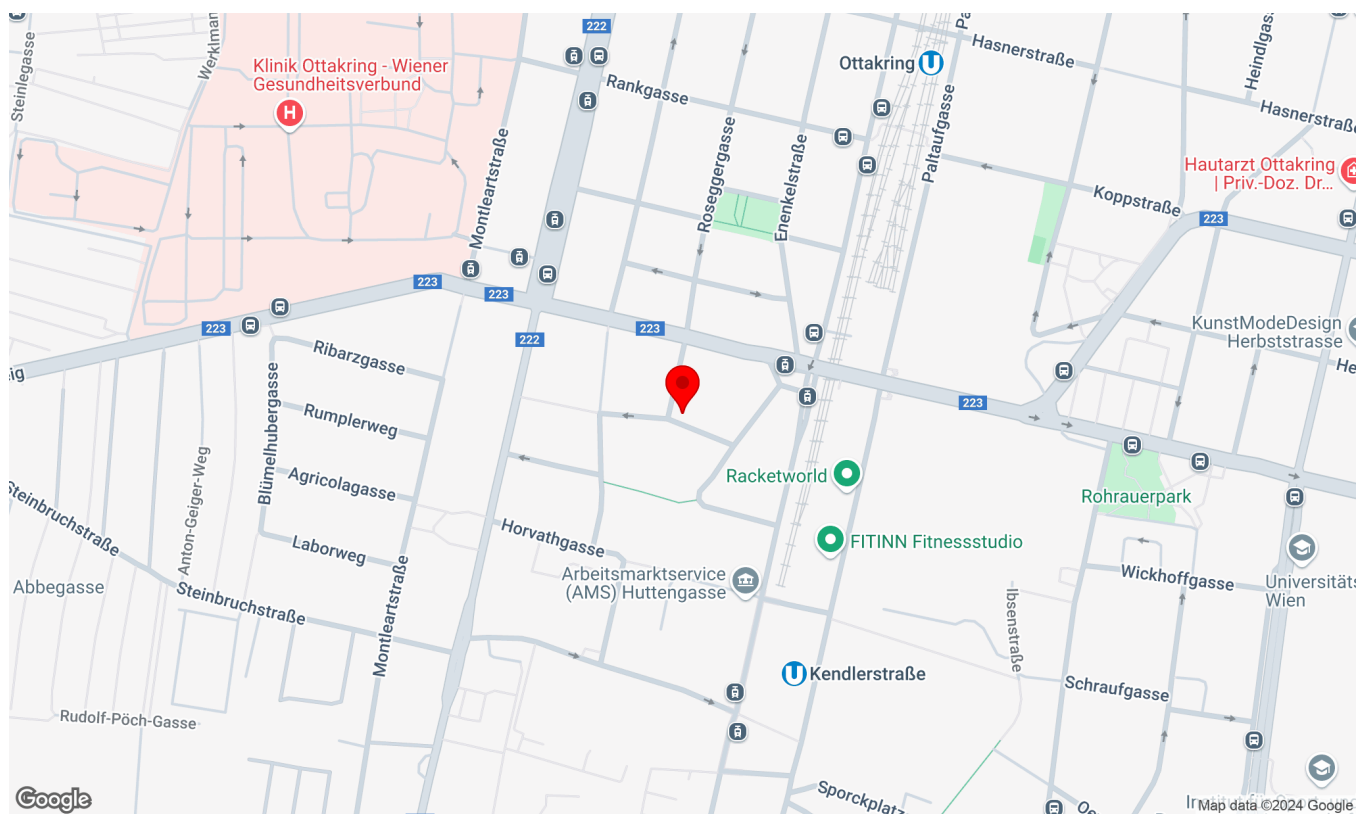 222
Hasnerstraße
Heindlgasse
Steinlegasse
Klinik Ottakring - Wiener
Gesundheitsverbund
H
Ottakring
U
Rankgasse
Hasnerstraße
Montleartstraße
Roseggergasse
Enenkelstraße
Paltaufgasse
Hautarzt Ottakring
| Priv.-Doz. Dr...
Koppstraße
223
223
223
223
223
222
Ribarzgasse
KunstModeDesign
Herbststrasse
Rumplerweg
223
Blümelhubergasse
Anton-Geiger-Weg
Agricolagasse
Racketworld
Rohrauerpark
Steinbruchstraße
Horvathgasse
FITINN Fitnessstudio
Laborweg
Arbeitsmarktservice
(AMS) Huttengasse
Wickhoffgasse
Abbegasse
Steinbruchstraße
Montleartstraße
Ibsenstraße
Wien
U
Kendlerstraße
Schraufgasse
Rudolf-Pöch-Gasse
Sporckplatz
Google
Map data ©2024 Google